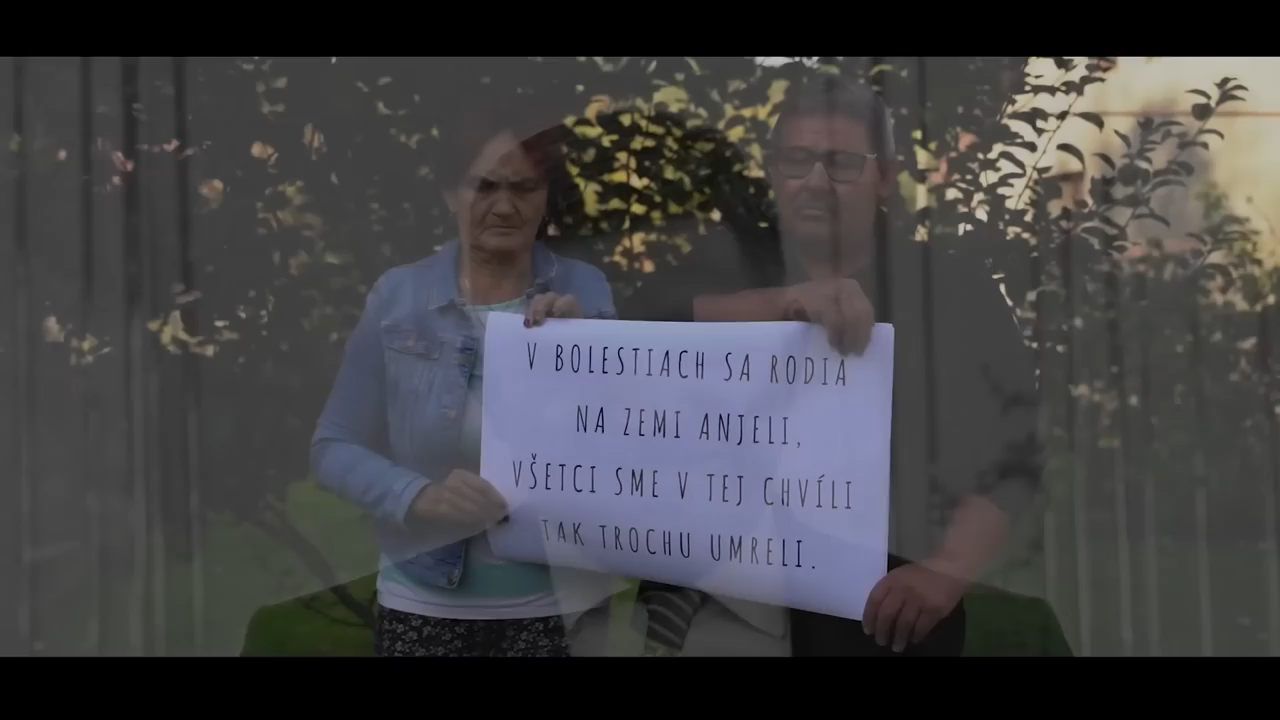 V BOLESTIACH SA RODIA
NA ZEMI ANJELI,
VŠETCI SME V TEJ CHVÍLI
TAK TROCHU UMRELI.